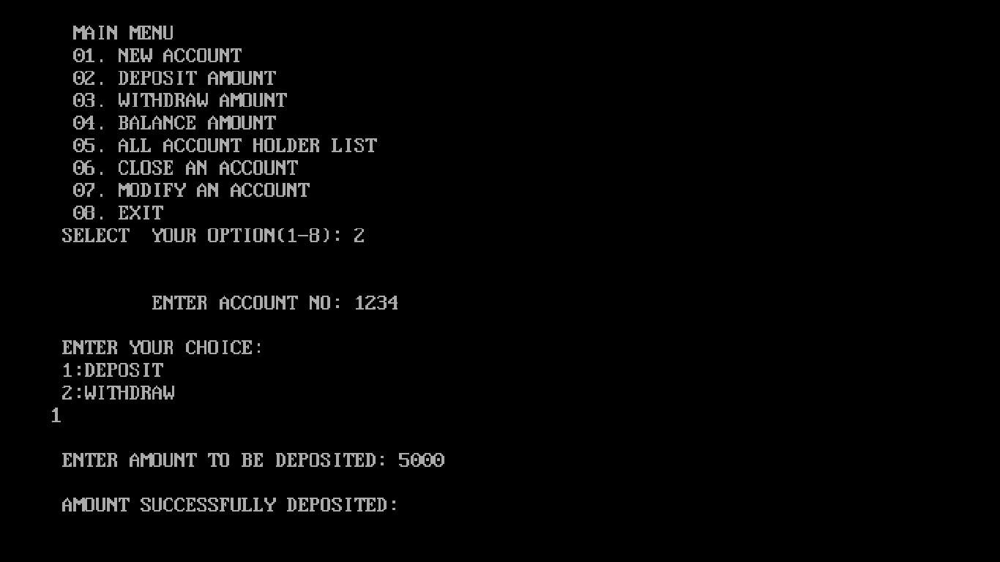 MAIN MENU
01. NEW ACCOUNT
02. DEPOSIT AMOUNT
03. WITHDRAW AMOUNT
04. BALANCE AMOUNT
05. ALL ACCOUNT HOLDER LIST
06. CLOSE AN ACCOUNT
07. MODIFY AN ACCOUNT
08. EXIT
SELECT  YOUR OPTION(1-8): 2
ENTER ACCOUNT NO: 1234
ENTER YOUR CHOICE:
1:DEPOSIT
2:WITHDRAW
1
ENTER AMOUNT TO BE DEPOSITED: 5000
AMOUNT SUCCESSFULLY DEPOSITED: